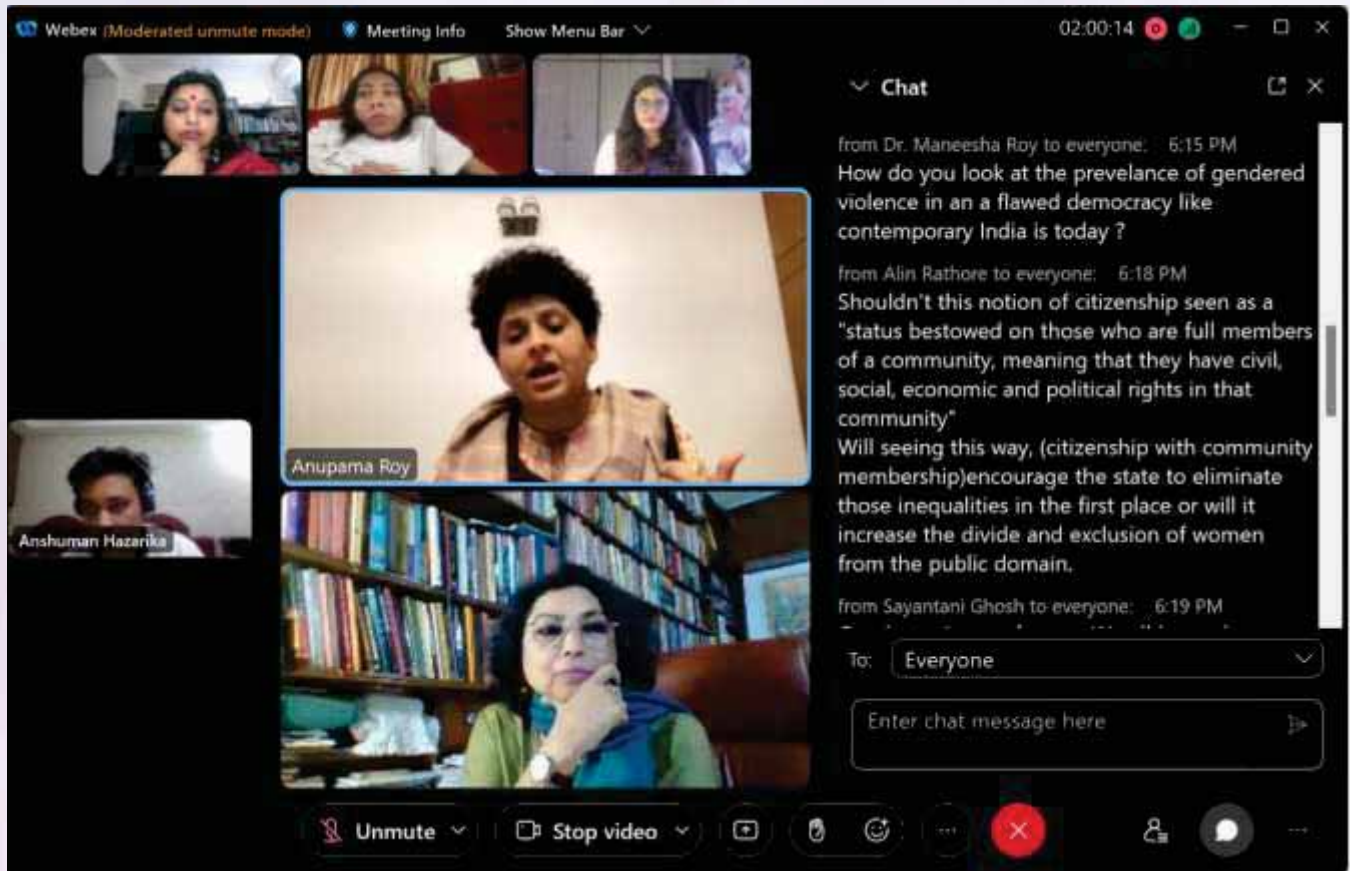 Webex (Moderated unmute mode) Meeting Info Show Menu Bar 02:00:14
Chat
from Dr. Maneesha Roy to everyone: 6:15 PM
How do you look at the prevelance of gendered
violence in an a flawed democracy like
contemporary India is today ?
from Alin Rathore to everyone: 6:18 PM
Shouldn't this notion of citizenship seen as a
"status bestowed on those who are full members
of a community, meaning that they have civil,
social, economic and political rights in that
community"
Will seeing this way, (citizenship with community
membership)encourage the state to eliminate
those inequalities in the first place or will it
increase the divide and exclusion of women
from the public domain.
from Sayantani Ghosh to everyone: 6:19 PM
Anupama Roy
Anshuman Hazarika
To: Everyone
Enter chat message here
Unmute Stop video